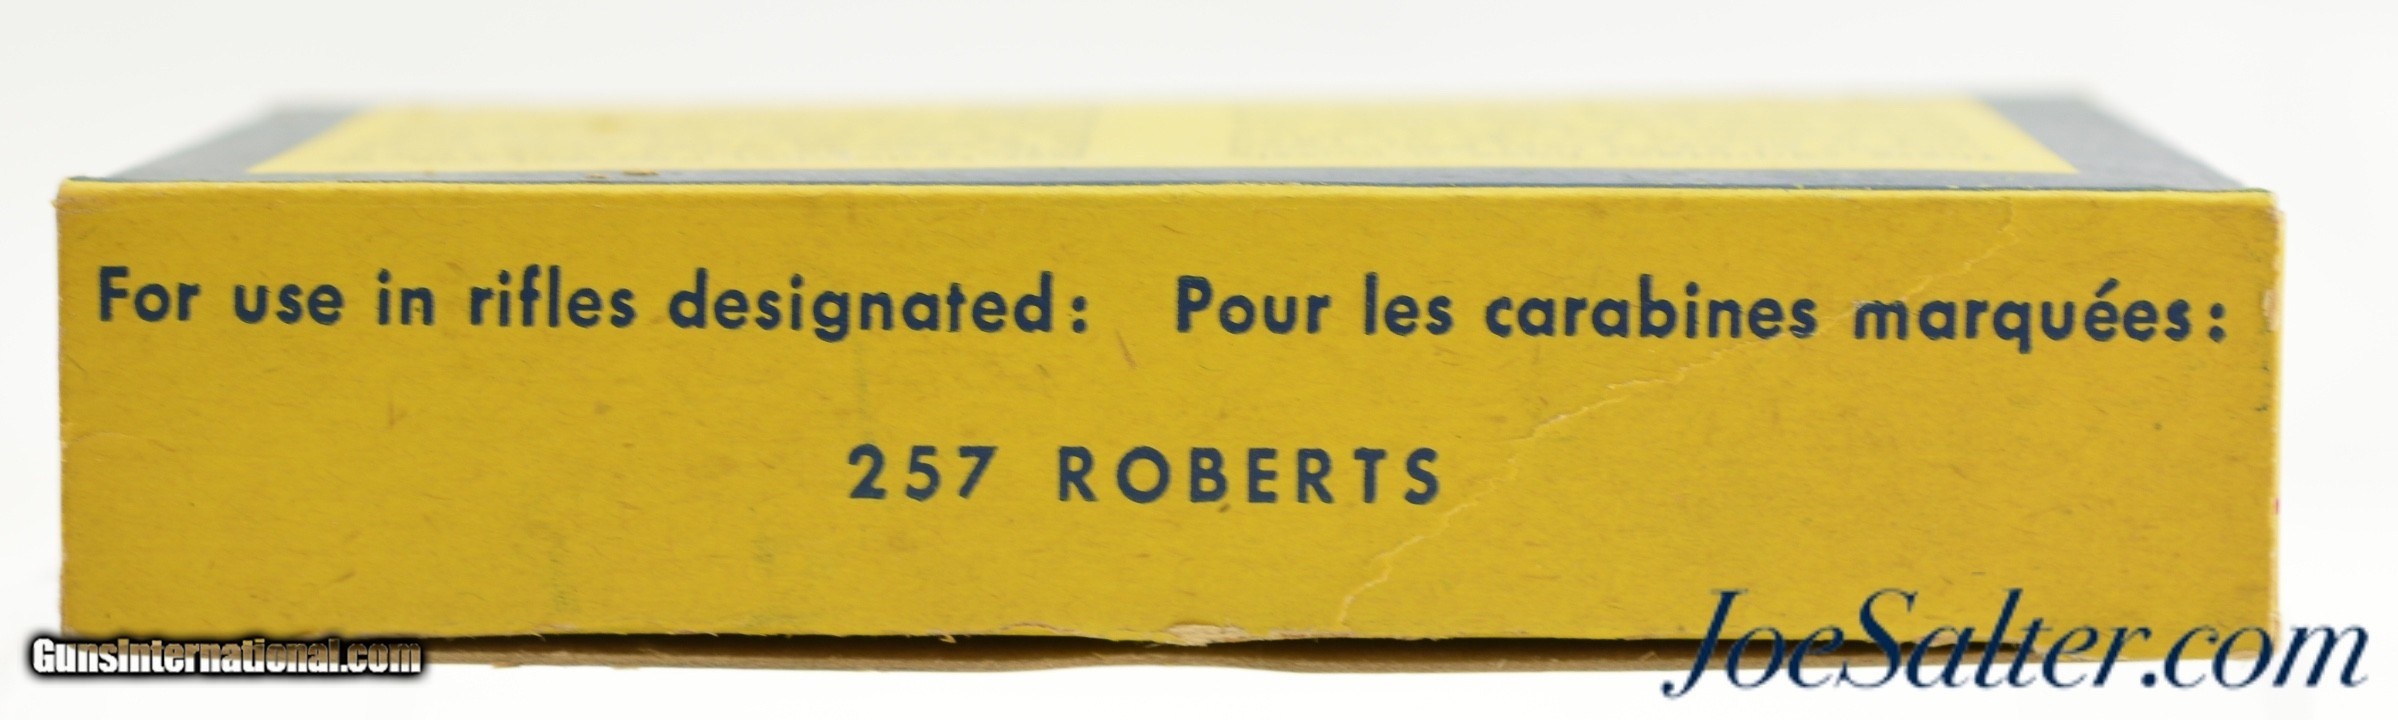 For use in rifles designated: Pour les carabines marquées:
257 ROBERTS
GunsInternational.com
JoeSalter.com